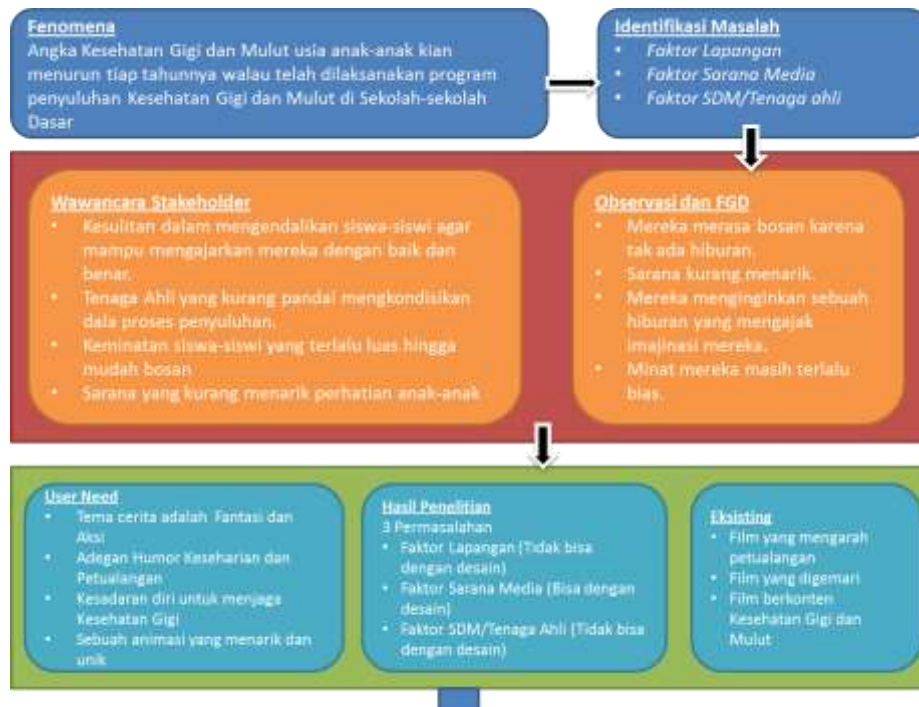 Fenomena
Angka Kesehatan Gigi dan Mulut usia anak-anak kian
menurun tiap tahunnya walau telah dilaksanakan program
penyuluhan Kesehatan Gigi dan Mulut di Sekolah-sekolah
Dasar
Identifikasi Masalah
• Faktor Lapangan
• Faktor Sarana Media
• Faktor SDM/Tenaga ahli
Wawancara Stakeholder
• Kesulitan dalam mengendalikan siswa-siswi agar
mampu mengajarkan mereka dengan baik dan
benar.
• Tenaga Ahli yang kurang pandai mengkondisikan
dala proses penyuluhan.
• Keminatan siswa-siswi yang terlalu luas hingga
mudah bosan
• Sarana yang kurang menarik perhatian anak-anak
Observasi dan FGD
• Mereka merasa bosan karena
tak ada hiburan.
• Sarana kurang menarik.
• Mereka menginginkan sebuah
hiburan yang mengajak
imajinasi mereka.
• Minat mereka masih terlalu
bias.
User Need
• Tema cerita adalah Fantasi dan
Aksi
• Adegan Humor Keseharian dan
Petualangan
• Kesadaran diri untuk menjaga
Kesehatan Gigi
• Sebuah animasi yang menarik dan
unik
Hasil Penelitian
3 Permasalahan
• Faktor Lapangan (Tidak bisa
dengan desain)
• Faktor Sarana Media (Bisa dengan
desain)
• Faktor SDM/Tenaga Ahli (Tidak bisa
dengan desain)
Eksisting
• Film yang mengarah
petualangan
• Film yang digemari
• Film berkonten
Kesehatan Gigi dan
Mulut